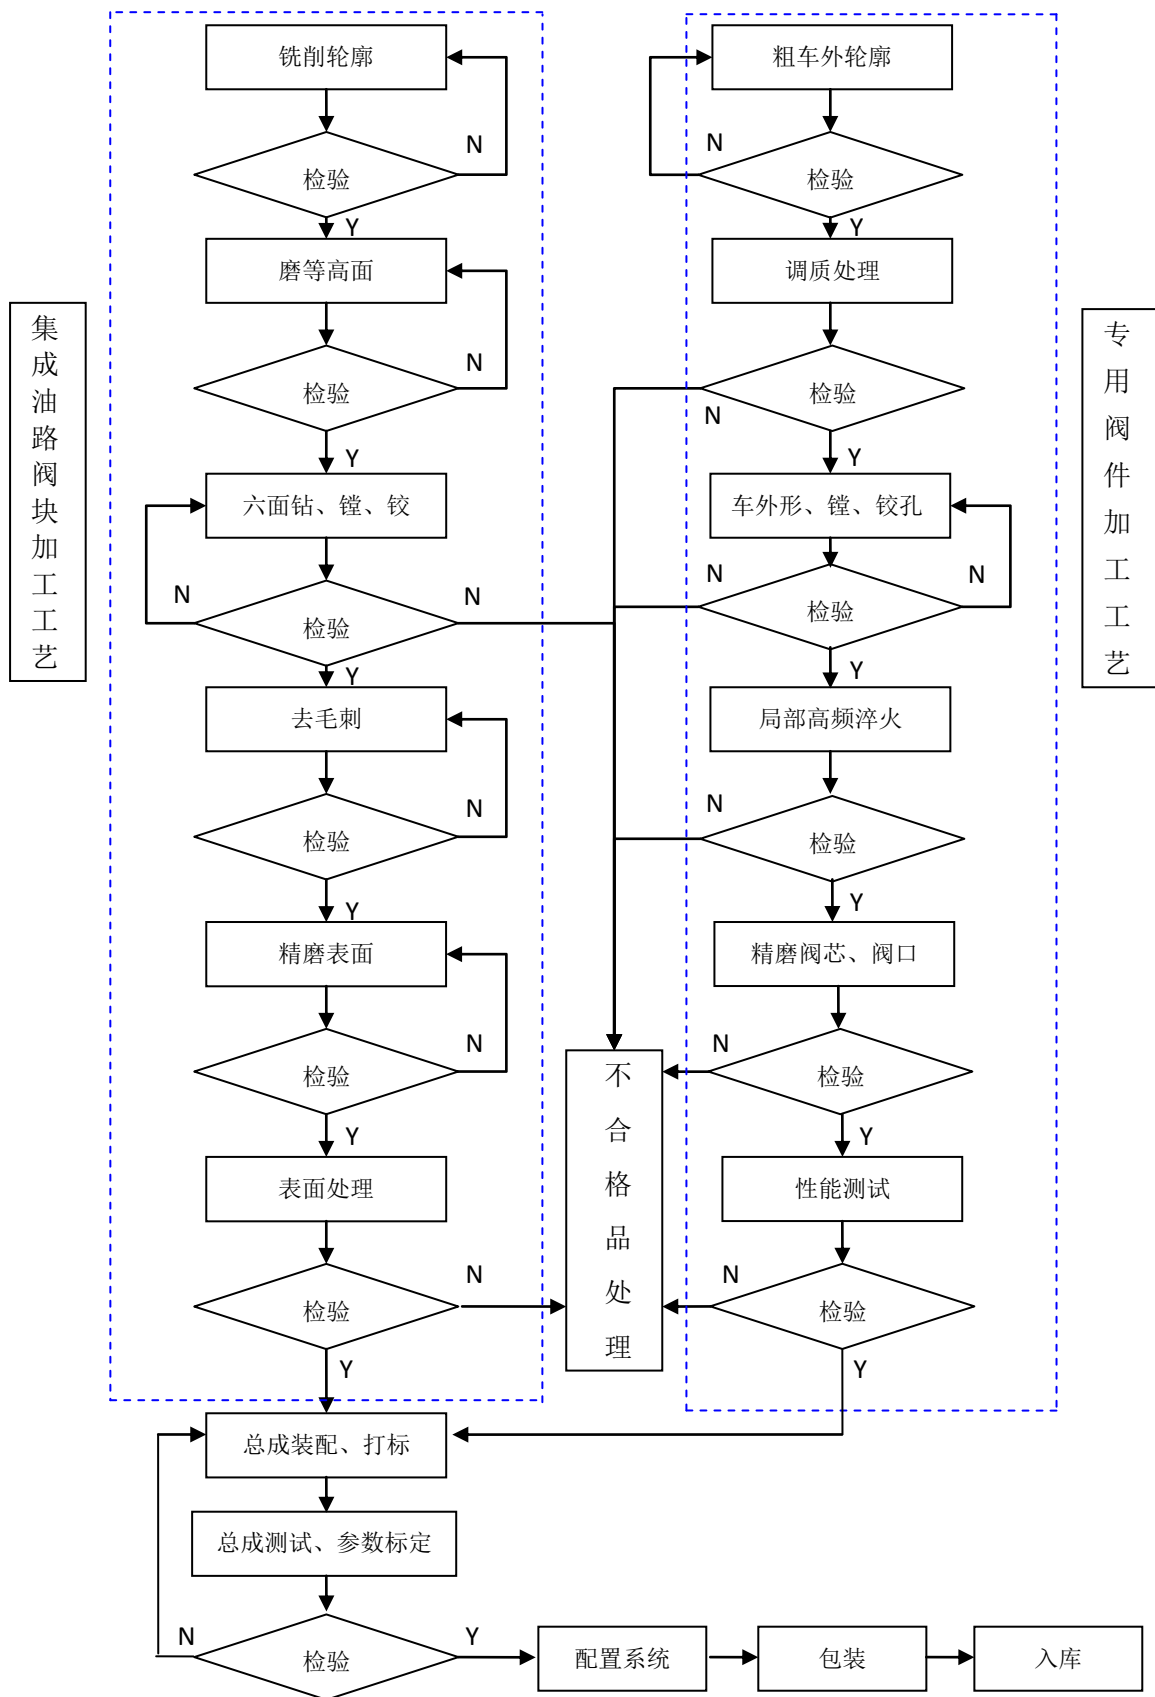 铣削轮廓
N
检验
Y
磨等高面
N
检验
Y
六面钻、镗、铰
N
N
检验
Y
去毛刺
N
检验
Y
精磨表面
N
检验
Y
表面处理
N
检验
Y
集成油路阀块加工工艺
粗车外轮廓
N
检验
Y
调质处理
检验
N
Y
车外形、镗、铰孔
N
N
检验
Y
局部高频淬火
N
检验
Y
精磨阀芯、阀口
N
检验
Y
性能测试
N
检验
Y
专用阀件加工工艺
不合格品处理
总成装配、打标
总成测试、参数标定
N
检验
Y
配置系统
包装
入库